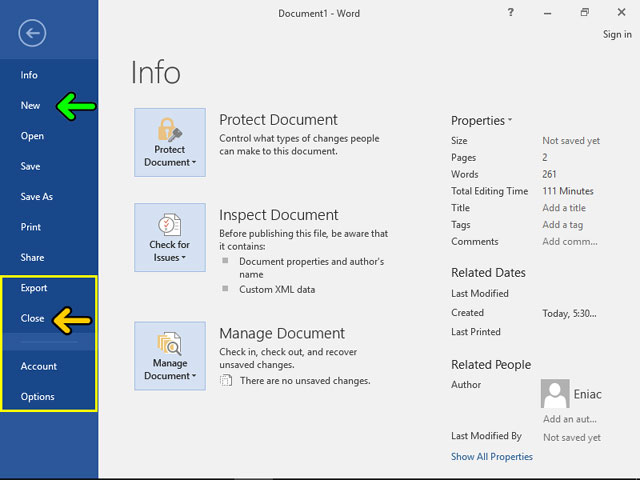 Document1 - Word
?
Sign in
Info
New
Open
Save
Save As
Print
Share
Export
Close
Account
Options
Info
Protect
Document
Protect Document
Control what types of changes people
can make to this document.
Check for
Issues
Inspect Document
Before publishing this file, be aware that
it contains:
Document properties and author's
name
Custom XML data
Manage
Document
Manage Document
Check in, check out, and recover
unsaved changes.
There are no unsaved changes.
Properties
Size Not saved yet
Pages 2
Words 261
Total Editing Time 111 Minutes
Title Add a title
Tags Add a tag
Comments Add comm...
Related Dates
Last Modified
Created Today, 5:30...
Last Printed
Related People
Author Eniac
Add an aut...
Last Modified By Not saved yet
Show All Properties